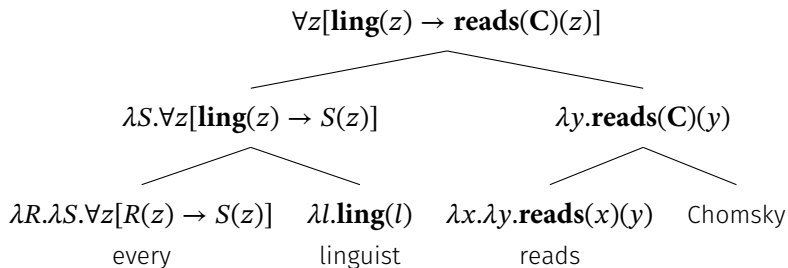 ∀z[ling(z) → reads(C)(z)]
λS.∀z[ling(z) → S(z)] λy.reads(C)(y)
λR.λS.∀z[R(z) → S(z)] λl.ling(l) λx.λy.reads(x)(y) Chomsky
every linguist reads